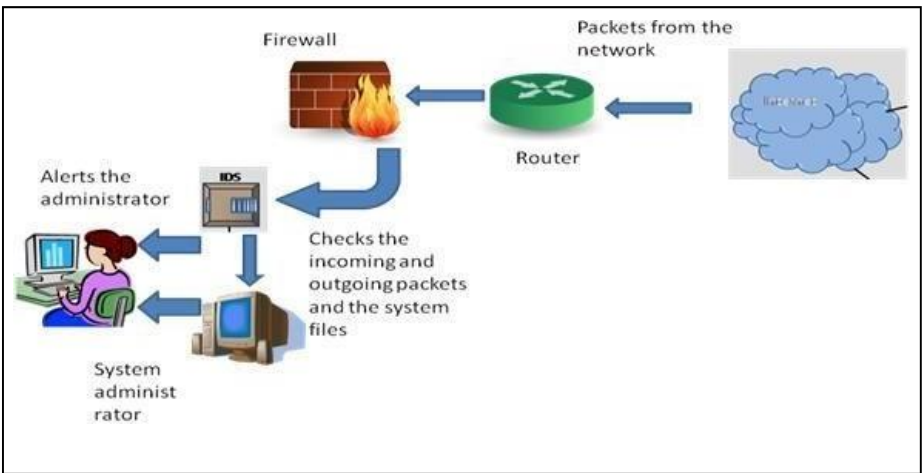 Packets from the
network
Firewall
Router
Alerts the
administrator
IDS
Checks the
incoming and
outgoing packets
and the system
files
System
administ
rator